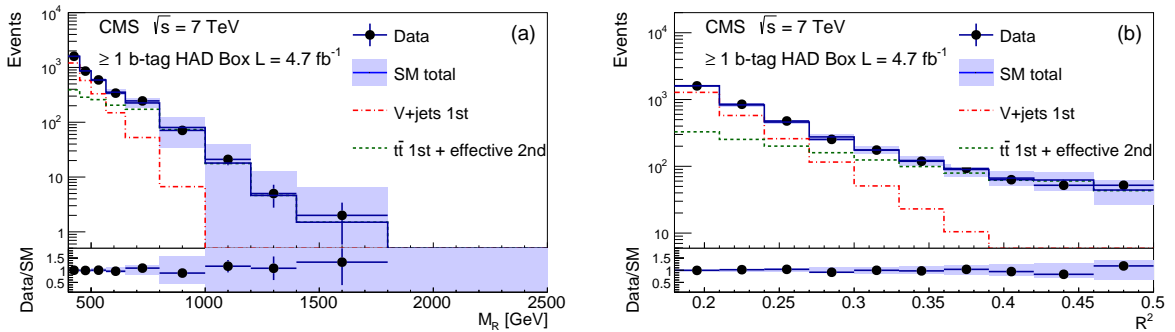 CMS √s = 7 TeV (a)
≥ 1 b-tag HAD Box L = 4.7 fb⁻¹
Data
SM total
V+jets 1st
tt̄ 1st + effective 2nd
Events
10⁴
10³
10²
10
1
Data/SM
1.5
1
0.5
500 1000 1500 2000 2500
M_R [GeV]
CMS √s = 7 TeV (b)
≥ 1 b-tag HAD Box L = 4.7 fb⁻¹
Data
SM total
V+jets 1st
tt̄ 1st + effective 2nd
Events
10⁴
10³
10²
10
Data/SM
1.5
1
0.5
0.2 0.25 0.3 0.35 0.4 0.45 0.5
R²